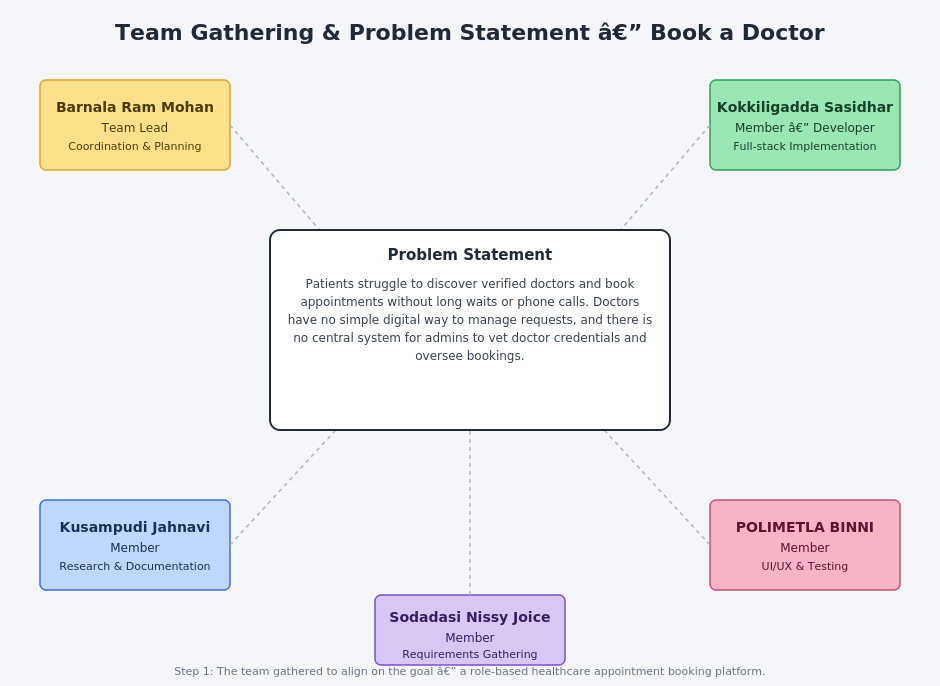 Team Gathering & Problem Statement â€” Book a Doctor
Barnala Ram Mohan
Team Lead
Coordination & Planning
Kokkiligadda Sasidhar
Member â€” Developer
Full-stack Implementation
Problem Statement
Patients struggle to discover verified doctors and book
appointments without long waits or phone calls. Doctors
have no simple digital way to manage requests, and there is
no central system for admins to vet doctor credentials and
oversee bookings.
Kusampudi Jahnavi
Member
Research & Documentation
POLIMETLA BINNI
Member
UI/UX & Testing
Sodadasi Nissy Joice
Member
Requirements Gathering
Step 1: The team gathered to align on the goal â€” a role-based healthcare appointment booking platform.